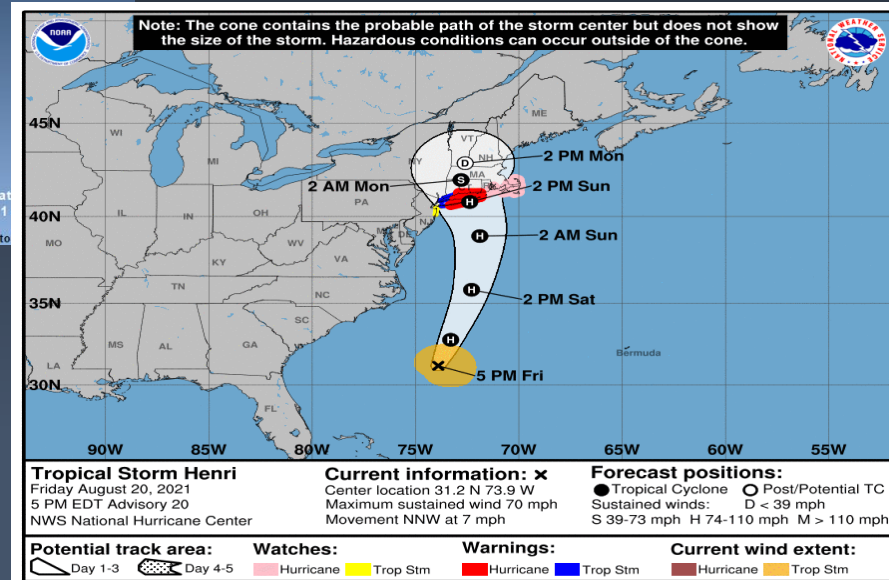 Note: The cone contains the probable path of the storm center but does not show
the size of the storm. Hazardous conditions can occur outside of the cone.
NOAA
NATIONAL WEATHER SERVICE
45N
40N
35N
30N
90W
85W
80W
75W
70W
65W
60W
55W
WI
MI
NY
VT
NH
ME
MA
PA
NJ
DE
IL
IN
OH
MO
WV
VA
KY
TN
NC
SC
MS
AL
GA
LA
FL
Bermuda
D
2 PM Mon
S
2 AM Mon
H
2 PM Sun
H
2 AM Sun
H
2 PM Sat
H
5 PM Fri
at
1
to
Tropical Storm Henri
Friday August 20, 2021
5 PM EDT Advisory 20
NWS National Hurricane Center
Current information: ×
Center location 31.2 N 73.9 W
Maximum sustained wind 70 mph
Movement NNW at 7 mph
Forecast positions:
Tropical Cyclone Post/Potential TC
Sustained winds: D < 39 mph
S 39-73 mph H 74-110 mph M > 110 mph
Potential track area:
Day 1-3 Day 4-5
Watches:
Hurricane Trop Stm
Warnings:
Hurricane Trop Stm
Current wind extent:
Hurricane Trop Stm